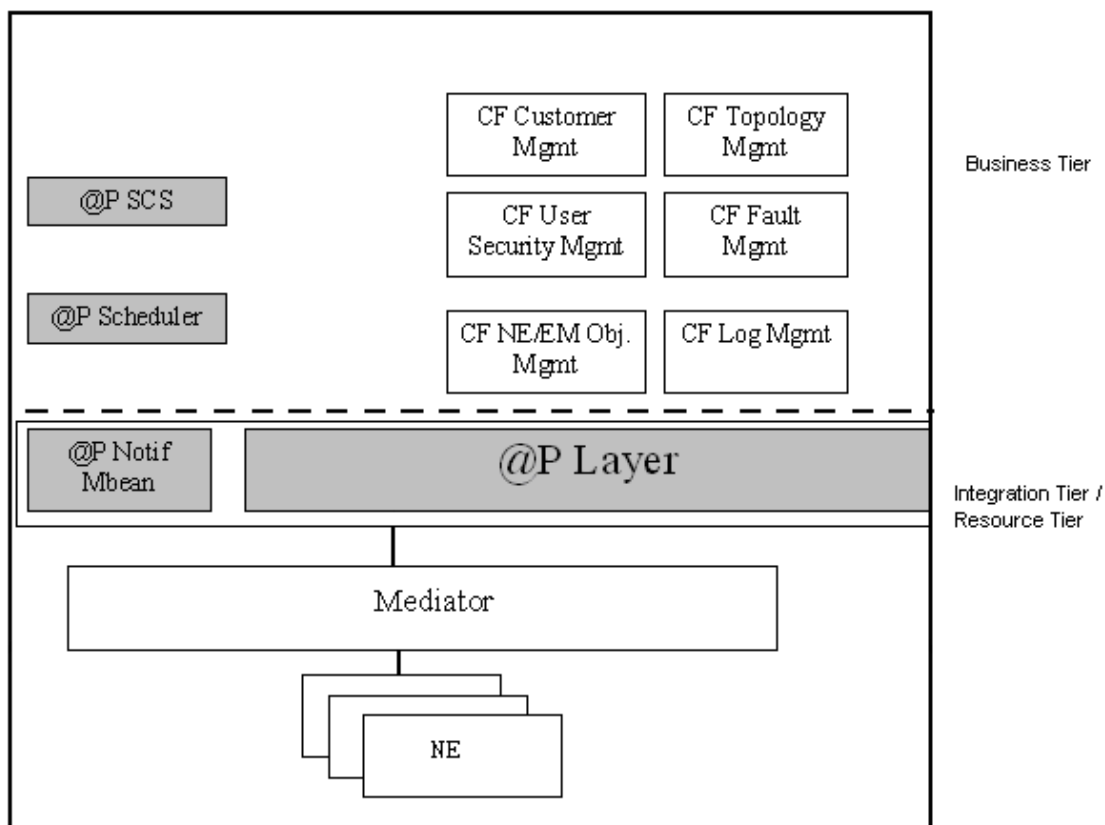 CF Customer
Mgmt
CF Topology
Mgmt
Business Tier
@P SCS
CF User
Security Mgmt
CF Fault
Mgmt
@P Scheduler
CF NE/EM Obj.
Mgmt
CF Log Mgmt
@P Notif
Mbean
@P Layer
Integration Tier /
Resource Tier
Mediator
NE